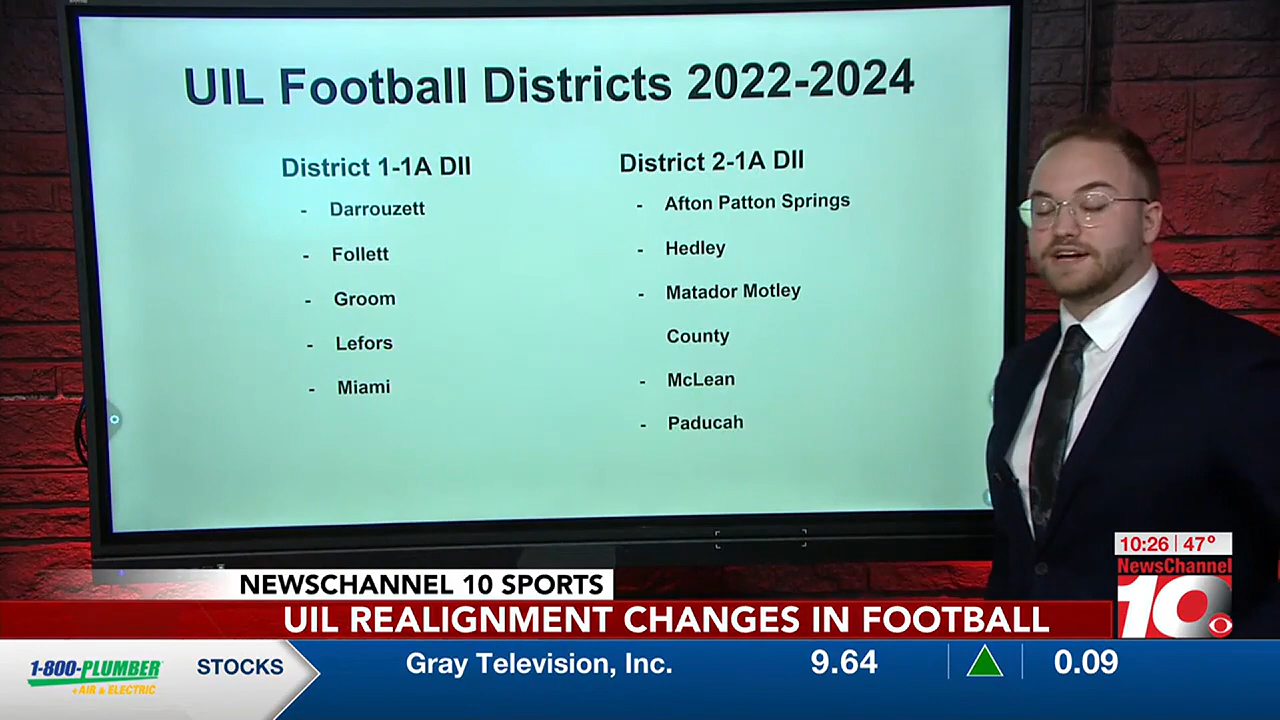 UIL Football Districts 2022-2024
District 1-1A DII
- Darrouzett
- Follett
- Groom
- Lefors
- Miami
District 2-1A DII
- Afton Patton Springs
- Hedley
- Matador Motley
County
- McLean
- Paducah
10:26 | 47°
NewsChannel
10
NEWSCHANNEL 10 SPORTS
UIL REALIGNMENT CHANGES IN FOOTBALL
1-800-PLUMBER
+AIR & ELECTRIC
STOCKS
Gray Television, Inc. 9.64 0.09